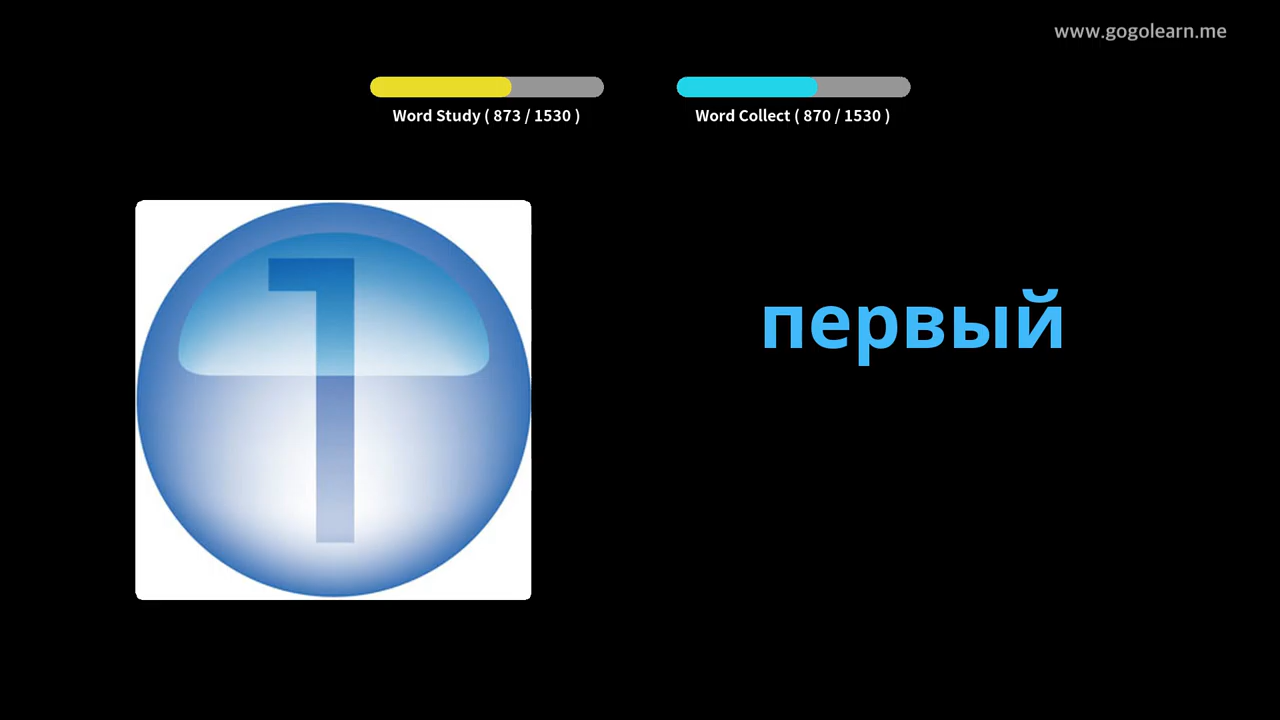 www.gogolearn.me
Word Study ( 873 / 1530 )
Word Collect ( 870 / 1530 )
1
первый